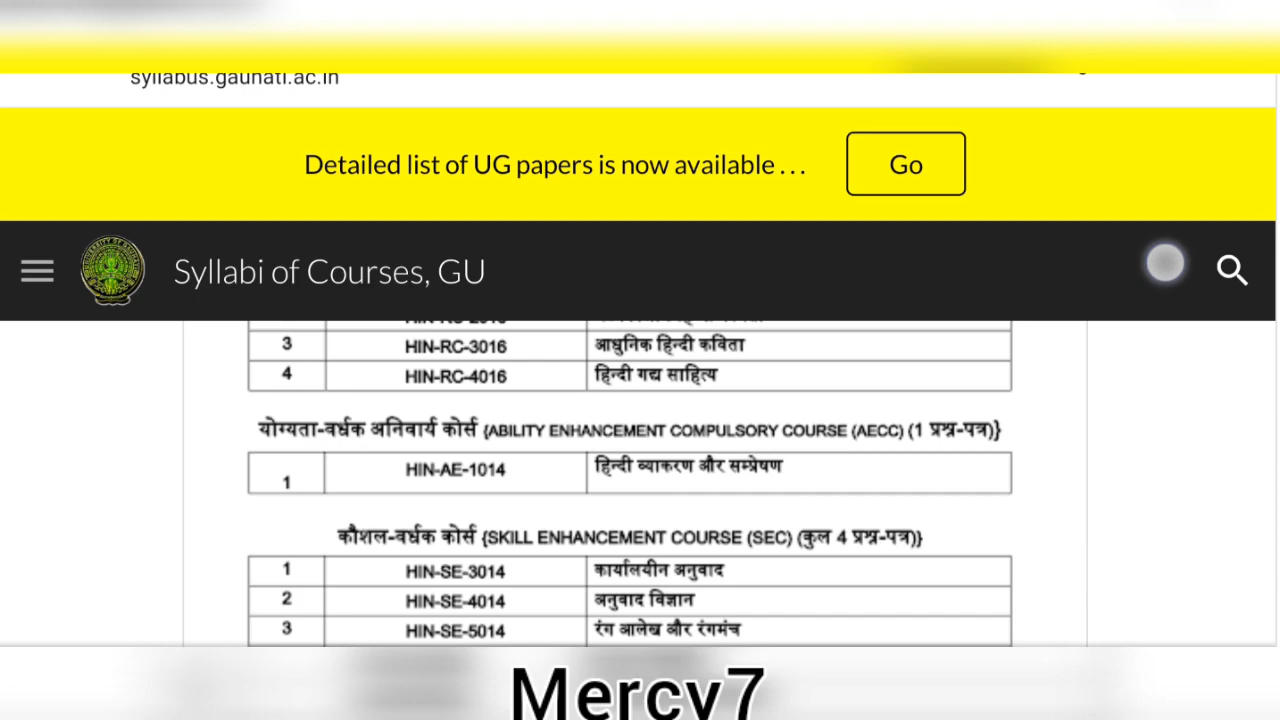 syllabus.gauhati.ac.in
Detailed list of UG papers is now available . . . Go
Syllabi of Courses, GU
3 HIN-RC-3016 आधुनिक हिन्दी कविता
4 HIN-RC-4016 हिन्दी गद्य साहित्य
योग्यता-वर्धक अनिवार्य कोर्स {ABILITY ENHANCEMENT COMPULSORY COURSE (AECC) (1 प्रश्न-पत्र)}
1 HIN-AE-1014 हिन्दी व्याकरण और सम्प्रेषण
कौशल-वर्धक कोर्स {SKILL ENHANCEMENT COURSE (SEC) (कुल 4 प्रश्न-पत्र)}
1 HIN-SE-3014 कार्यालयीन अनुवाद
2 HIN-SE-4014 अनुवाद विज्ञान
3 HIN-SE-5014 रंग आलेख और रंगमंच
Mercy7